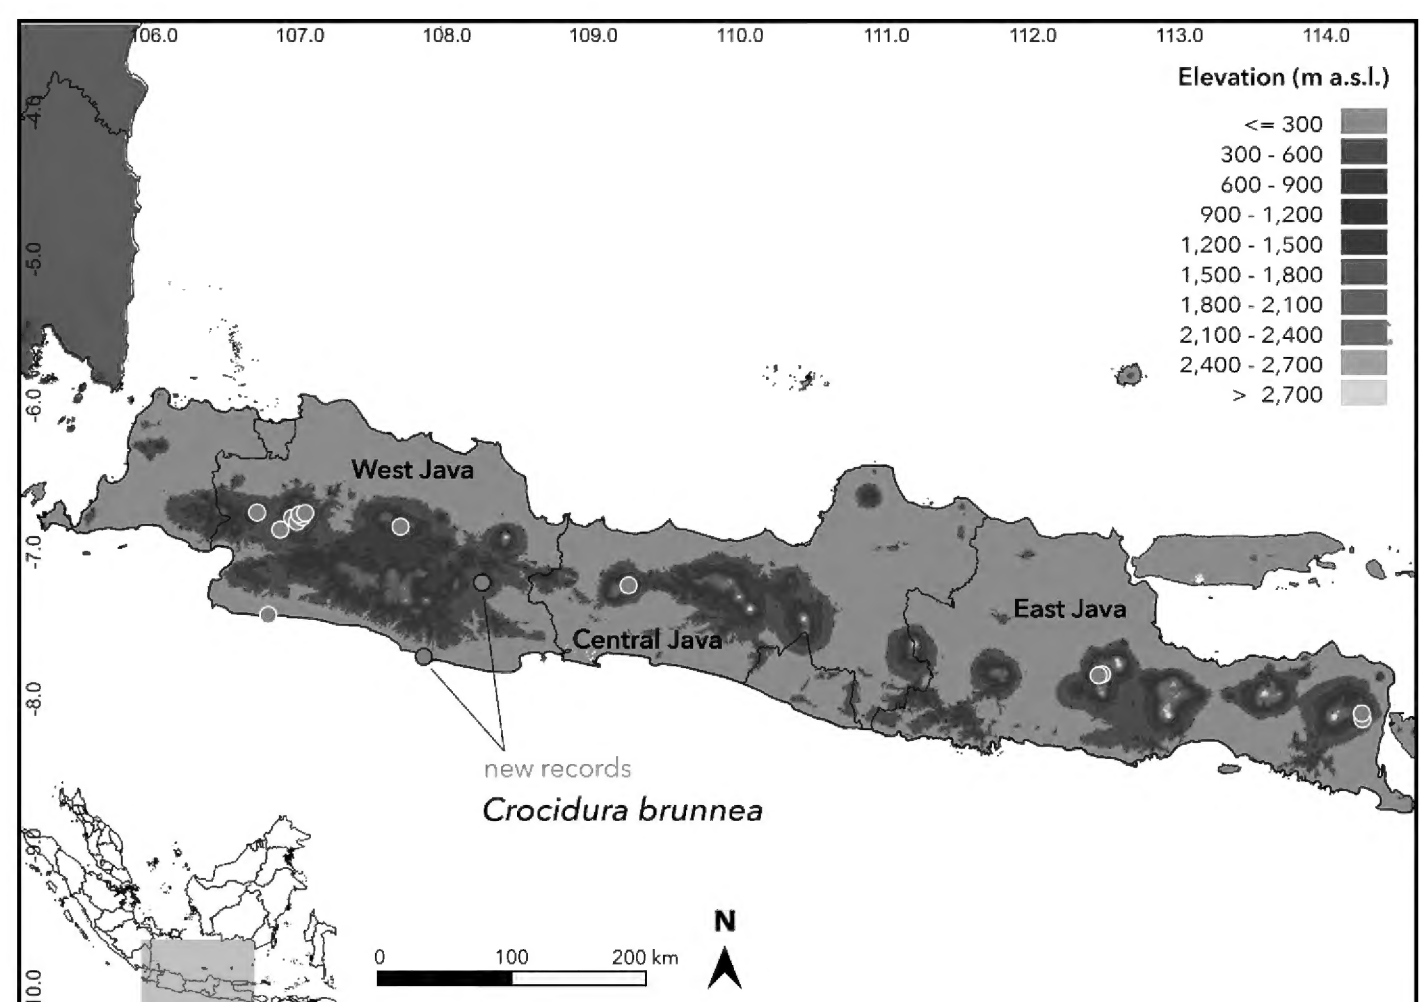 106.0 107.0 108.0 109.0 110.0 111.0 112.0 113.0 114.0
Elevation (m a.s.l.)
<= 300
300 - 600
600 - 900
900 - 1,200
1,200 - 1,500
1,500 - 1,800
1,800 - 2,100
2,100 - 2,400
2,400 - 2,700
> 2,700
-4.0
-5.0
-6.0
-7.0
-8.0
-9.0
10.0
West Java
Central Java
East Java
new records
Crocidura brunnea
N
0 100 200 km